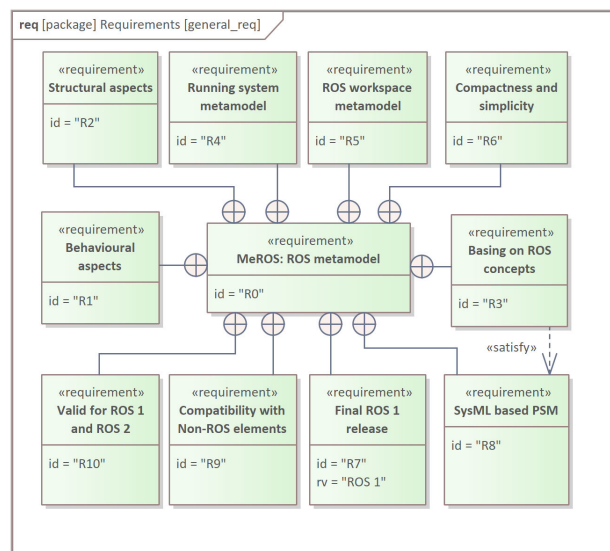 req [package] Requirements [general_req]
«requirement»
Structural aspects
id = "R2"
«requirement»
Running system
metamodel
id = "R4"
«requirement»
ROS workspace
metamodel
id = "R5"
«requirement»
Compactness and
simplicity
id = "R6"
«requirement»
Behavioural
aspects
id = "R1"
«requirement»
MeROS: ROS metamodel
id = "R0"
«requirement»
Basing on ROS
concepts
id = "R3"
«satisfy»
«requirement»
Valid for ROS 1
and ROS 2
id = "R10"
«requirement»
Compatibility with
Non-ROS elements
id = "R9"
«requirement»
Final ROS 1
release
id = "R7"
rv = "ROS 1"
«requirement»
SysML based PSM
id = "R8"